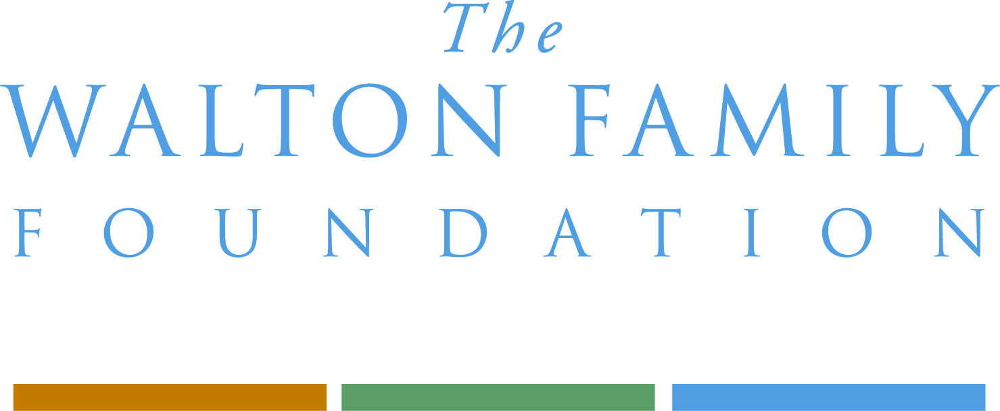 The
WALTON FAMILY
FOUNDATION